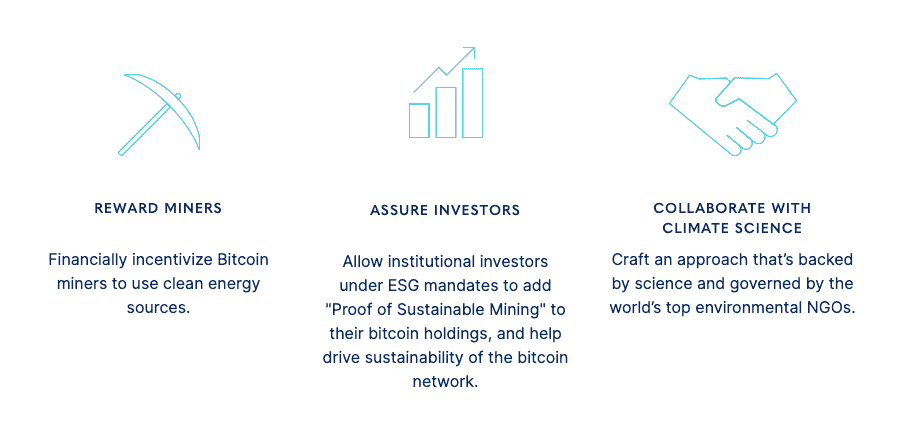 REWARD MINERS
Financially incentivize Bitcoin
miners to use clean energy
sources.
ASSURE INVESTORS
Allow institutional investors
under ESG mandates to add
"Proof of Sustainable Mining" to
their bitcoin holdings, and help
drive sustainability of the bitcoin
network.
COLLABORATE WITH
CLIMATE SCIENCE
Craft an approach that’s backed
by science and governed by the
world’s top environmental NGOs.